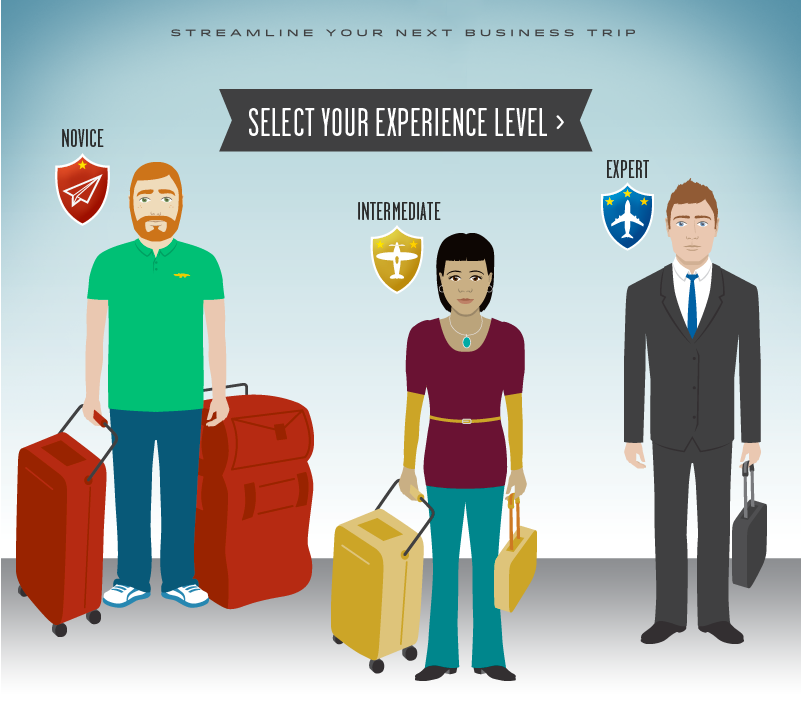 STREAMLINE YOUR NEXT BUSINESS TRIP
SELECT YOUR EXPERIENCE LEVEL >
NOVICE
EXPERT
INTERMEDIATE